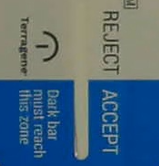 REJECT ACCEPT
Terragene
Dark bar
must reach
this zone